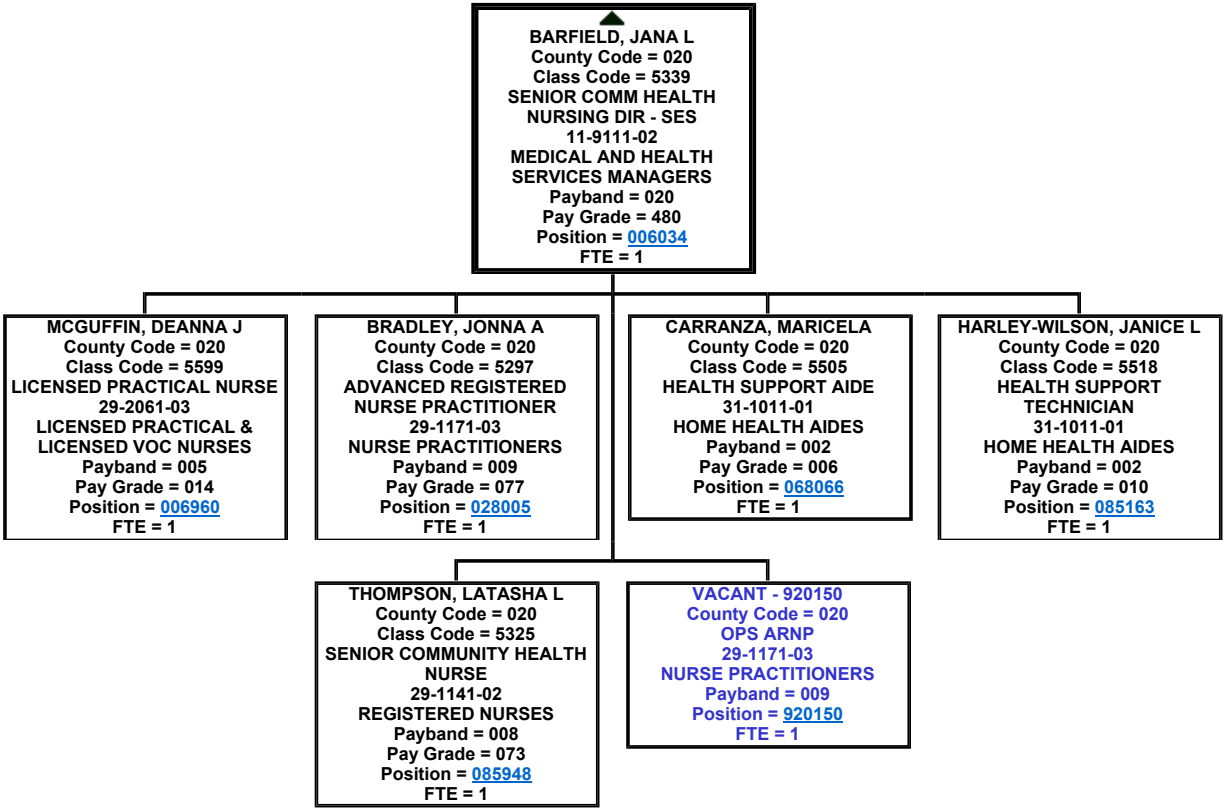 BARFIELD, JANA L
County Code = 020
Class Code = 5339
SENIOR COMM HEALTH
NURSING DIR - SES
11-9111-02
MEDICAL AND HEALTH
SERVICES MANAGERS
Payband = 020
Pay Grade = 480
Position = 006034
FTE = 1
MCGUFFIN, DEANNA J
County Code = 020
Class Code = 5599
LICENSED PRACTICAL NURSE
29-2061-03
LICENSED PRACTICAL &
LICENSED VOC NURSES
Payband = 005
Pay Grade = 014
Position = 006960
FTE = 1
BRADLEY, JONNA A
County Code = 020
Class Code = 5297
ADVANCED REGISTERED
NURSE PRACTITIONER
29-1171-03
NURSE PRACTITIONERS
Payband = 009
Pay Grade = 077
Position = 028005
FTE = 1
CARRANZA, MARICELA
County Code = 020
Class Code = 5505
HEALTH SUPPORT AIDE
31-1011-01
HOME HEALTH AIDES
Payband = 002
Pay Grade = 006
Position = 068066
FTE = 1
HARLEY-WILSON, JANICE L
County Code = 020
Class Code = 5518
HEALTH SUPPORT
TECHNICIAN
31-1011-01
HOME HEALTH AIDES
Payband = 002
Pay Grade = 010
Position = 085163
FTE = 1
THOMPSON, LATASHA L
County Code = 020
Class Code = 5325
SENIOR COMMUNITY HEALTH
NURSE
29-1141-02
REGISTERED NURSES
Payband = 008
Pay Grade = 073
Position = 085948
FTE = 1
VACANT - 920150
County Code = 020
OPS ARNP
29-1171-03
NURSE PRACTITIONERS
Payband = 009
Position = 920150
FTE = 1